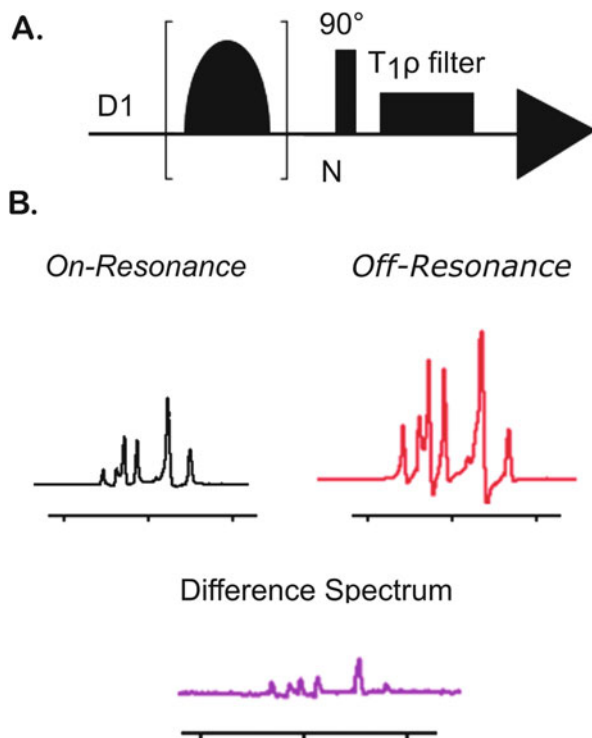 A.
90°
T1ρ filter
D1
N
B.
On-Resonance
Off-Resonance
Difference Spectrum